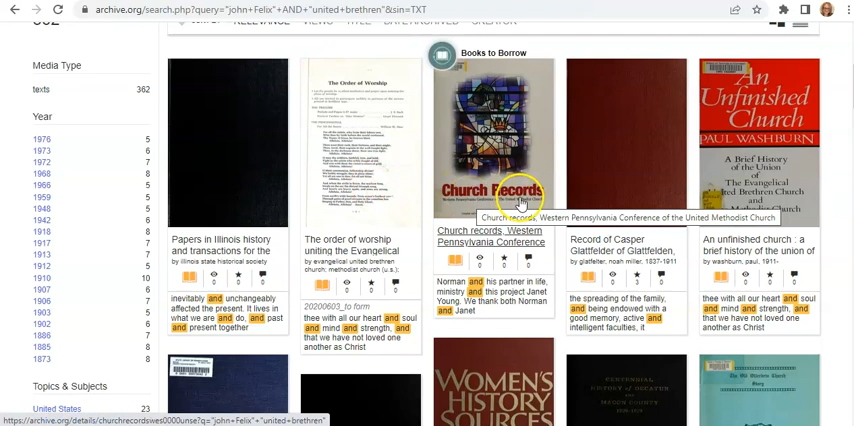 archive.org/search.php?query="john+Felix"+AND+"united+brethren"&sin=TXT
362
RELEVANCE
VIEWS
TITLE
DATE ARCHIVED
CREATOR
Media Type
texts 362
Year
1976 5
1973 6
1972 7
1968 8
1966 5
1959 5
1948 5
1942 5
1918 6
1917 7
1913 7
1912 5
1910 10
1907 6
1906 7
1903 5
1902 6
1886 7
1885 8
1873 8
Topics & Subjects
United States 23
Papers in Illinois history
and transactions for the
by illinois state historical society
0 0 0
inevitably and unchangeably
affected the present. It lives in
what we are and do, and past
and present together
The Order of Worship
The order of worship
uniting the Evangelical
by evangelical united brethren
church; methodist church (u.s.);
0 0 0
20200603_to form
thee with all our heart and soul
and mind and strength, and
that we have not loved one
another as Christ
Books to Borrow
Church Records
Church records, Western Pennsylvania Conference of the United Methodist Church
Church records, Western
Pennsylvania Conference
0 0 0
Norman and his partner in life,
ministry and this project Janet
Young. We thank both Norman
and Janet
WOMEN'S
HISTORY
SOURCES
Record of Casper
Glattfelder of Glattfelden,
by glatfelter, noah miller, 1837-1911
0 3 0
the spreading of the family,
and being endowed with a
good memory, active and
intelligent faculties, it
CENTENNIAL
An
Unfinished
Church
PAUL WASHBURN
A Brief History of
the Union of
The Evangelical
United Brethren Church
and
An unfinished church : a
brief history of the union of
by washburn, paul, 1911-
0 0 0
thee with all our heart and soul
and mind and strength, and
that we have not loved one
another as Christ
https://archive.org/details/churchrecordswes0000unse?q="john+Felix"+"united+brethren"